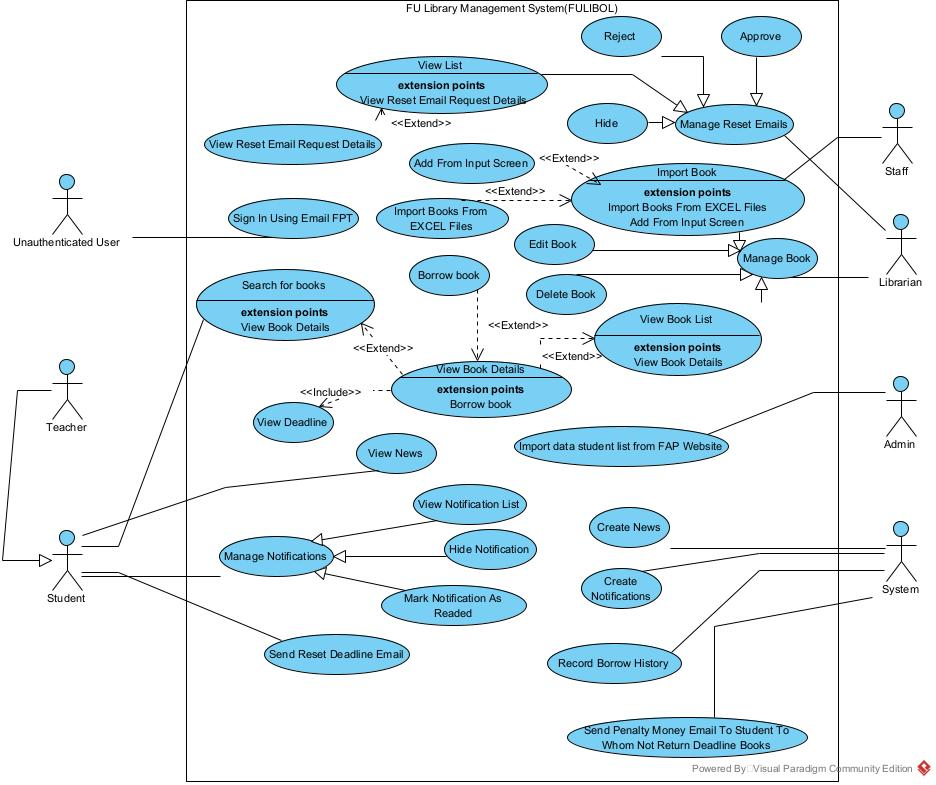 FU Library Management System(FULIBOL)
Reject
Approve
View List
extension points
View Reset Email Request Details
<<Extend>>
View Reset Email Request Details
Hide
Manage Reset Emails
Staff
Add From Input Screen
<<Extend>>
Import Book
extension points
Import Books From EXCEL Files
Add From Input Screen
<<Extend>>
Import Books From
EXCEL Files
Unauthenticated User
Sign In Using Email FPT
Edit Book
Manage Book
Librarian
Search for books
extension points
View Book Details
Borrow book
Delete Book
<<Extend>>
View Book List
extension points
View Book Details
<<Extend>>
<<Extend>>
View Book Details
extension points
Borrow book
<<Include>>
View Deadline
Teacher
Admin
Import data student list from FAP Website
View News
View Notification List
Create News
Manage Notifications
Hide Notification
Create
Notifications
System
Student
Mark Notification As
Readed
Send Reset Deadline Email
Record Borrow History
Send Penalty Money Email To Student To
Whom Not Return Deadline Books
Powered By Visual Paradigm Community Edition